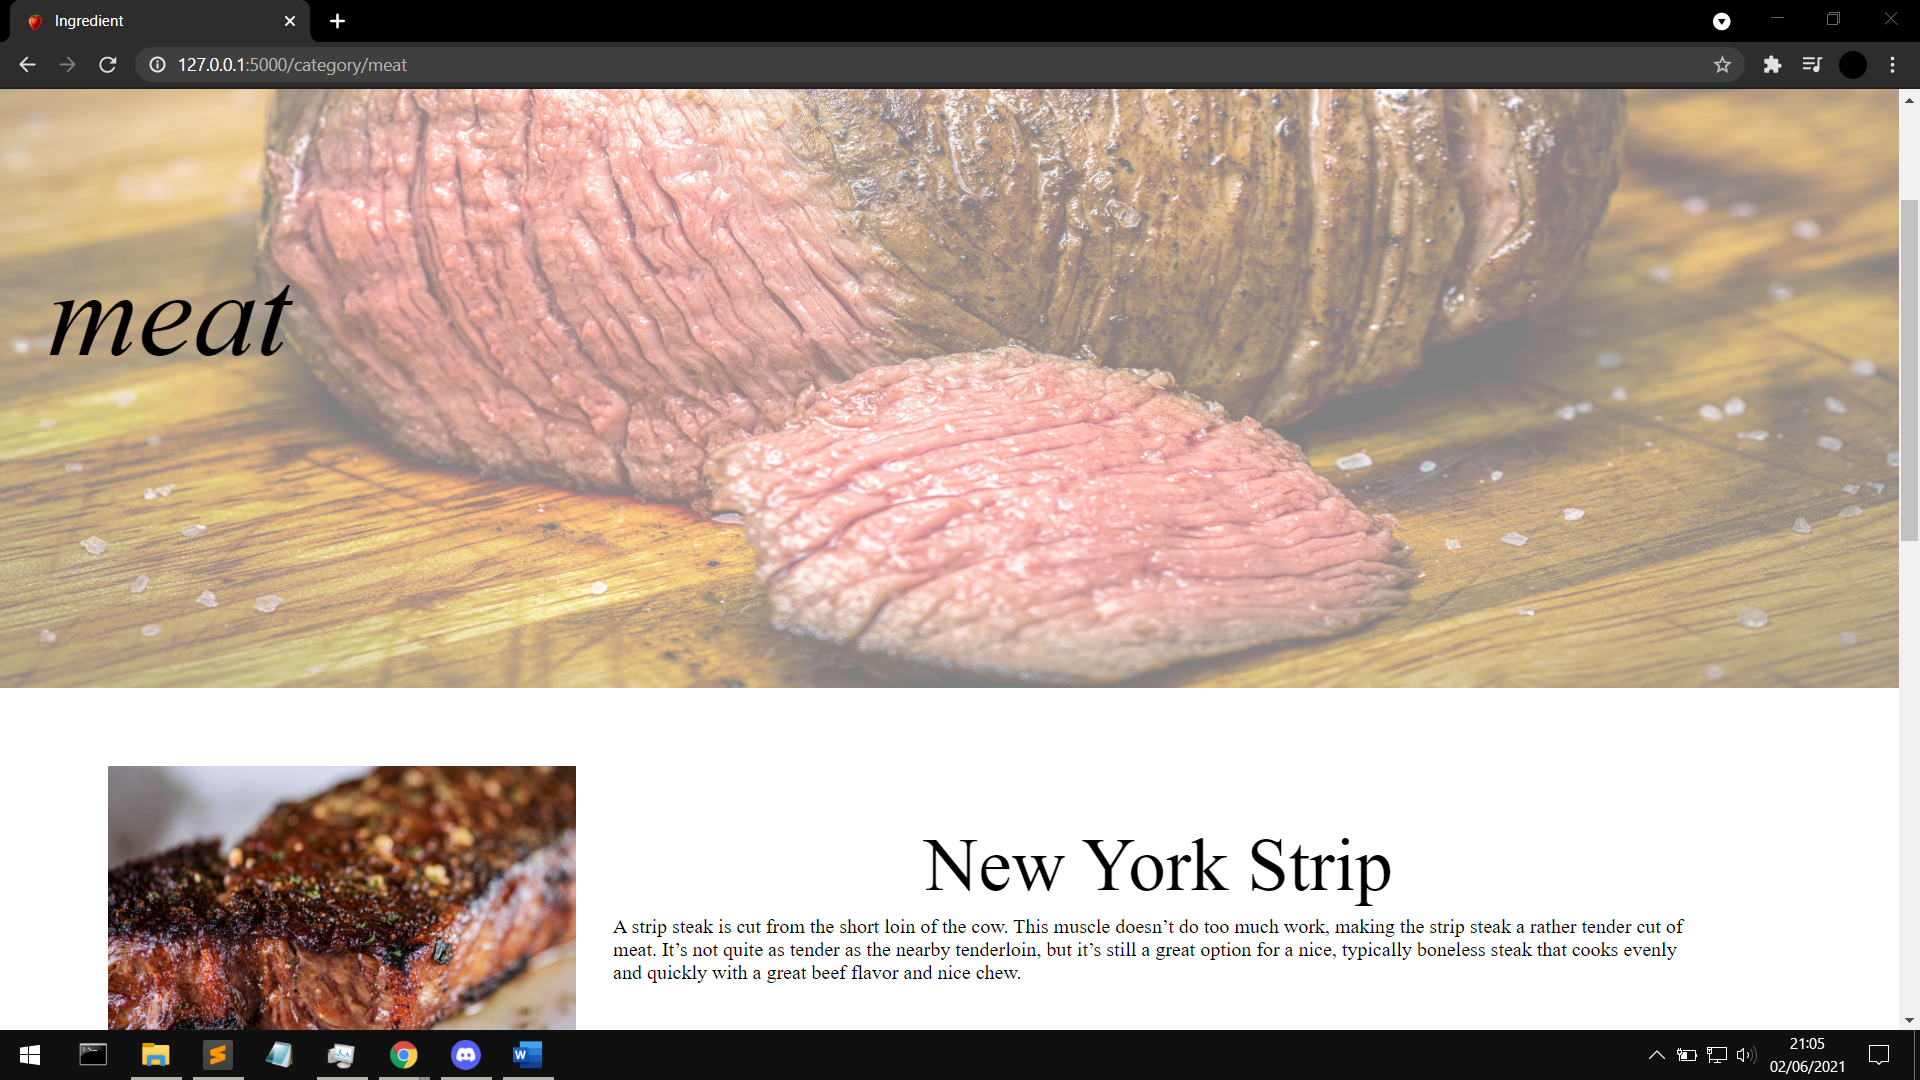 Ingredient
127.0.0.1:5000/category/meat
meat
New York Strip
A strip steak is cut from the short loin of the cow. This muscle doesn’t do too much work, making the strip steak a rather tender cut of
meat. It’s not quite as tender as the nearby tenderloin, but it’s still a great option for a nice, typically boneless steak that cooks evenly
and quickly with a great beef flavor and nice chew.
21:05
02/06/2021